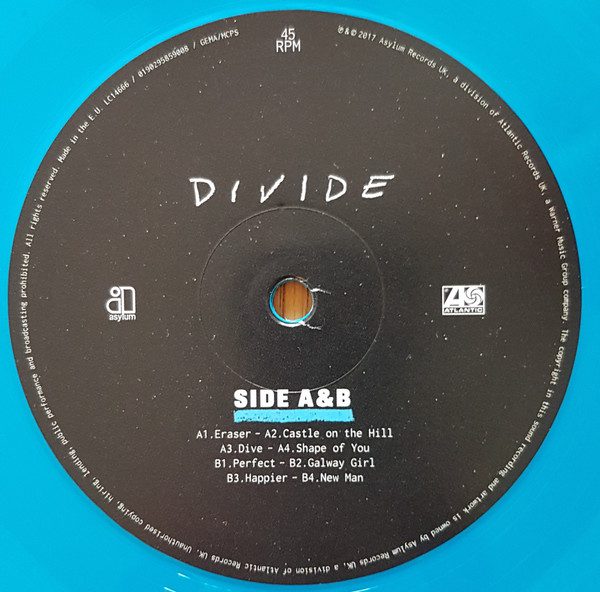 45
RPM
℗ & © 2017 Asylum Records UK, a division of Atlantic Records UK, a Warner Music Group company. The copyright in this sound recording and artwork is owned by Asylum Records UK, a division of Atlantic Records UK. Unauthorised copying, hiring, lending, public performance and broadcasting prohibited. All rights reserved. Made in the E.U. LC14666 / 0190295859008 / GEMA/MCPS
DIVIDE
asylum
ATLANTIC
SIDE A&B
A1.Eraser - A2.Castle on the Hill
A3.Dive - A4.Shape of You
B1.Perfect - B2.Galway Girl
B3.Happier - B4.New Man